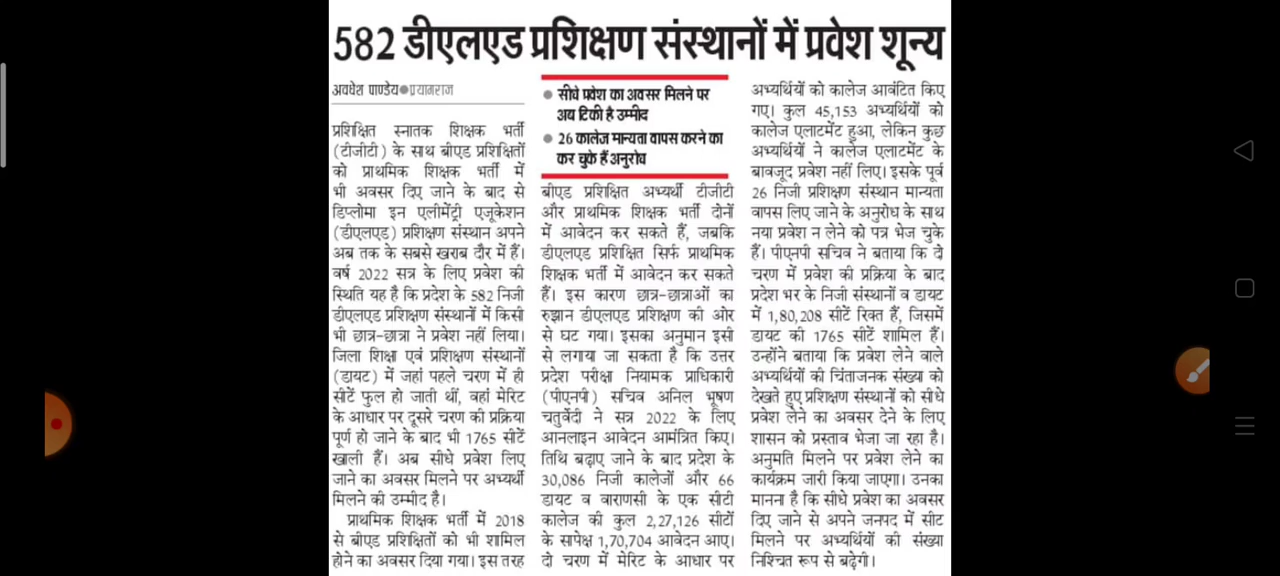 582 डीएलएड प्रशिक्षण संस्थानों में प्रवेश शून्य
अवधेश पाण्डेय●प्रयागराज
प्रशिक्षित स्नातक शिक्षक भर्ती
(टीजीटी) के साथ बीएड प्रशिक्षितों
को प्राथमिक शिक्षक भर्ती में
भी अवसर दिए जाने के बाद से
डिप्लोमा इन एलीमेंट्री एजूकेशन
(डीएलएड) प्रशिक्षण संस्थान अपने
अब तक के सबसे खराब दौर में हैं।
वर्ष 2022 सत्र के लिए प्रवेश की
स्थिति यह है कि प्रदेश के 582 निजी
डीएलएड प्रशिक्षण संस्थानों में किसी
भी छात्र-छात्रा ने प्रवेश नहीं लिया।
जिला शिक्षा एवं प्रशिक्षण संस्थानों
(डायट) में जहां पहले चरण में ही
सीटें फुल हो जाती थीं, वहां मेरिट
के आधार पर दूसरे चरण की प्रक्रिया
पूर्ण हो जाने के बाद भी 1765 सीटें
खाली हैं। अब सीधे प्रवेश लिए
जाने का अवसर मिलने पर अभ्यर्थी
मिलने की उम्मीद है।
प्राथमिक शिक्षक भर्ती में 2018
से बीएड प्रशिक्षितों को भी शामिल
होने का अवसर दिया गया। इस तरह
● सीधे प्रवेश का अवसर मिलने पर
अब टिकी है उम्मीद
● 26 कालेज मान्यता वापस करने का
कर चुके हैं अनुरोध
बीएड प्रशिक्षित अभ्यर्थी टीजीटी
और प्राथमिक शिक्षक भर्ती दोनों
में आवेदन कर सकते हैं, जबकि
डीएलएड प्रशिक्षित सिर्फ प्राथमिक
शिक्षक भर्ती में आवेदन कर सकते
हैं। इस कारण छात्र-छात्राओं का
रुझान डीएलएड प्रशिक्षण की ओर
से घट गया। इसका अनुमान इसी
से लगाया जा सकता है कि उत्तर
प्रदेश परीक्षा नियामक प्राधिकारी
(पीएनपी) सचिव अनिल भूषण
चतुर्वेदी ने सत्र 2022 के लिए
आनलाइन आवेदन आमंत्रित किए।
तिथि बढ़ाए जाने के बाद प्रदेश के
30,086 निजी कालेजों और 66
डायट व वाराणसी के एक सीटी
कालेज की कुल 2,27,126 सीटों
के सापेक्ष 1,70,704 आवेदन आए।
दो चरण में मेरिट के आधार पर
अभ्यर्थियों को कालेज आवंटित किए
गए। कुल 45,153 अभ्यर्थियों को
कालेज एलाटमेंट हुआ, लेकिन कुछ
अभ्यर्थियों ने कालेज एलाटमेंट के
बावजूद प्रवेश नहीं लिए। इसके पूर्व
26 निजी प्रशिक्षण संस्थान मान्यता
वापस लिए जाने के अनुरोध के साथ
नया प्रवेश न लेने को पत्र भेज चुके
हैं। पीएनपी सचिव ने बताया कि दो
चरण में प्रवेश की प्रक्रिया के बाद
प्रदेश भर के निजी संस्थानों व डायट
में 1,80,208 सीटें रिक्त हैं, जिसमें
डायट की 1765 सीटें शामिल हैं।
उन्होंने बताया कि प्रवेश लेने वाले
अभ्यर्थियों की चिंताजनक संख्या को
देखते हुए प्रशिक्षण संस्थानों को सीधे
प्रवेश लेने का अवसर देने के लिए
शासन को प्रस्ताव भेजा जा रहा है।
अनुमति मिलने पर प्रवेश लेने का
कार्यक्रम जारी किया जाएगा। उनका
मानना है कि सीधे प्रवेश का अवसर
दिए जाने से अपने जनपद में सीट
मिलने पर अभ्यर्थियों की संख्या
निश्चित रूप से बढ़ेगी।